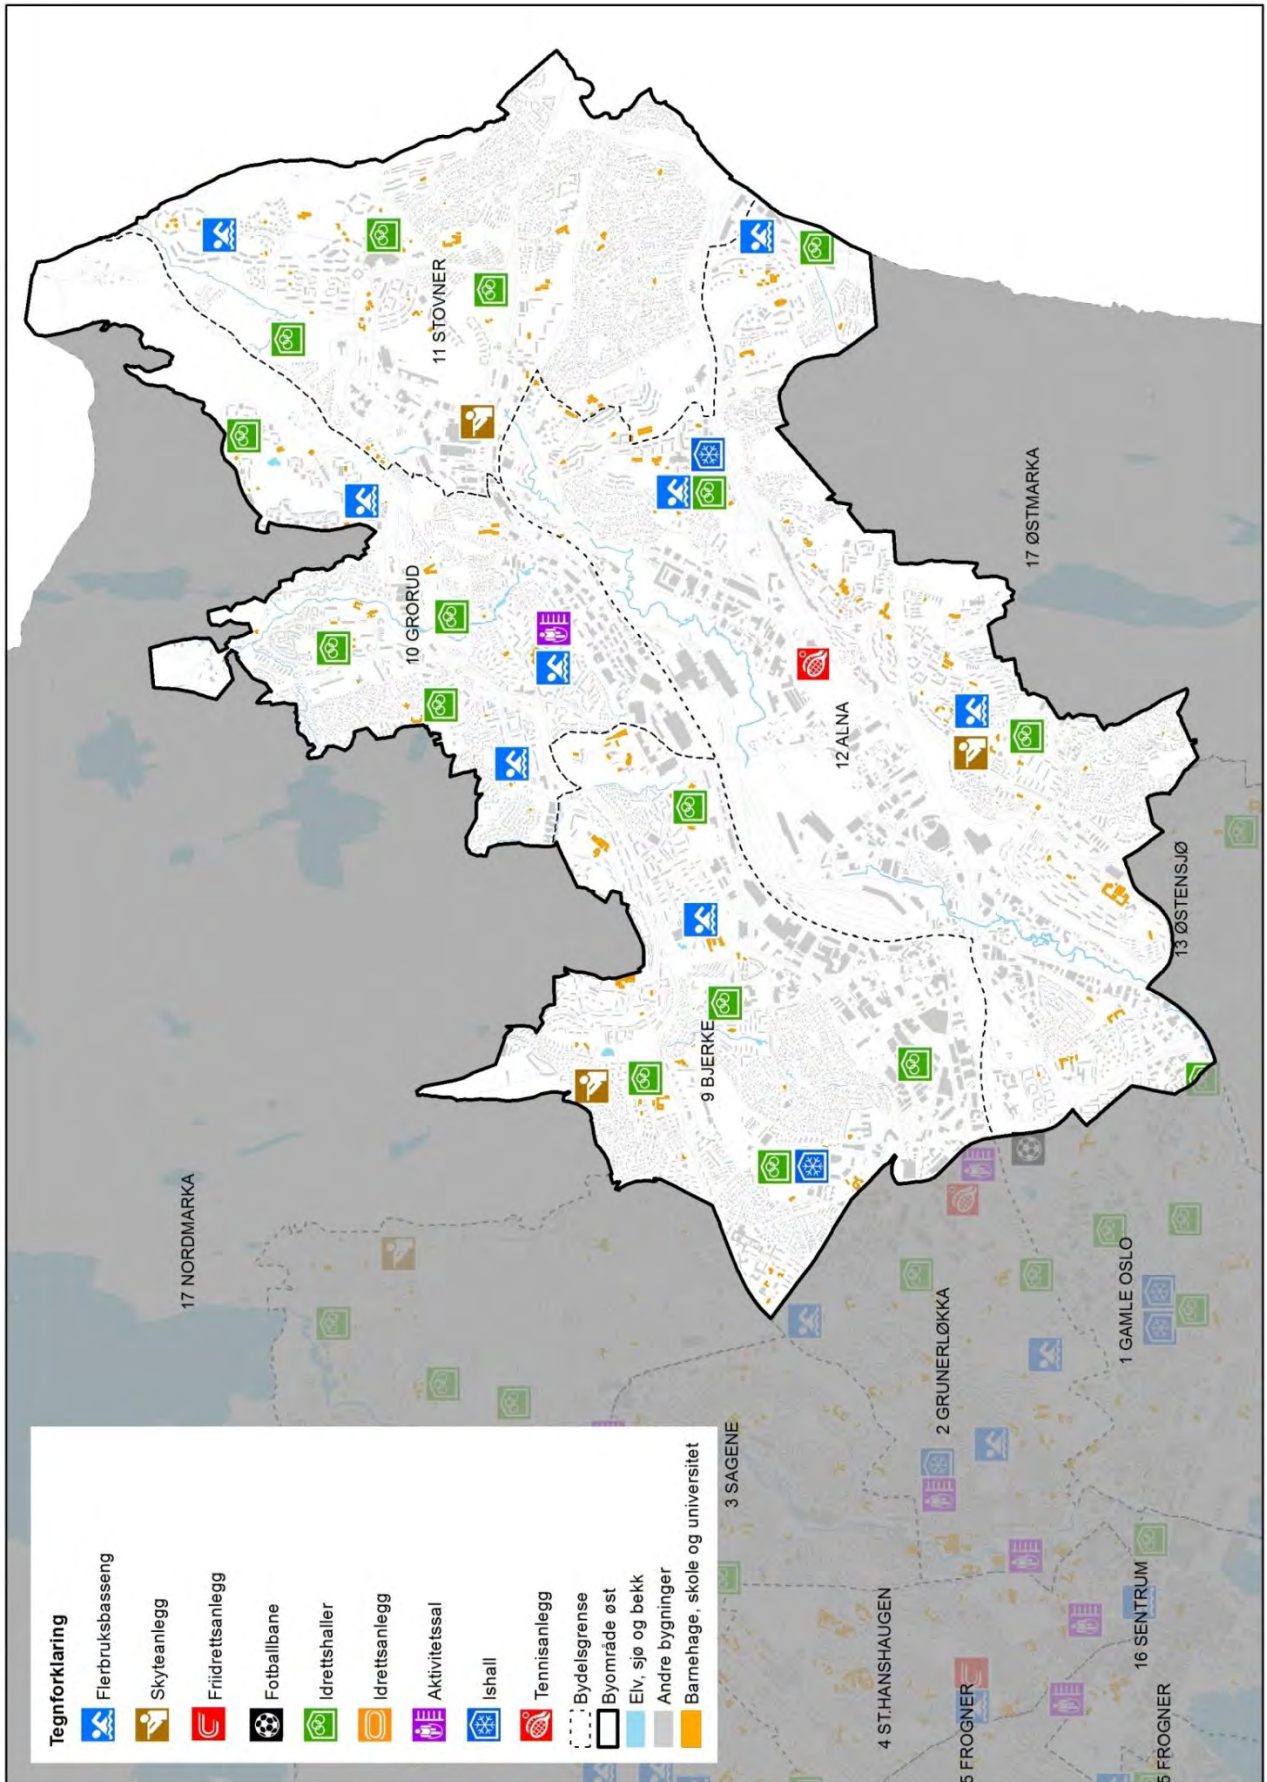 Tegnforklaring
Flerbruksbasseng
Skyteanlegg
Friidrettsanlegg
Fotballbane
Idrettshaller
Idrettsanlegg
Aktivitetssal
Ishall
Tennisanlegg
Bydelsgrense
Byområde øst
Elv, sjø og bekk
Andre bygninger
Barnehage, skole og universitet
17 NORDMARKA
10 GRORUD
11 STOVNER
9 BJERKE
3 SAGENE
12 ALNA
4 ST.HANSHAUGEN
2 GRUNERLØKKA
5 FROGNER
17 ØSTMARKA
1 GAMLE OSLO
16 SENTRUM
13 ØSTENSJØ
5 FROGNER